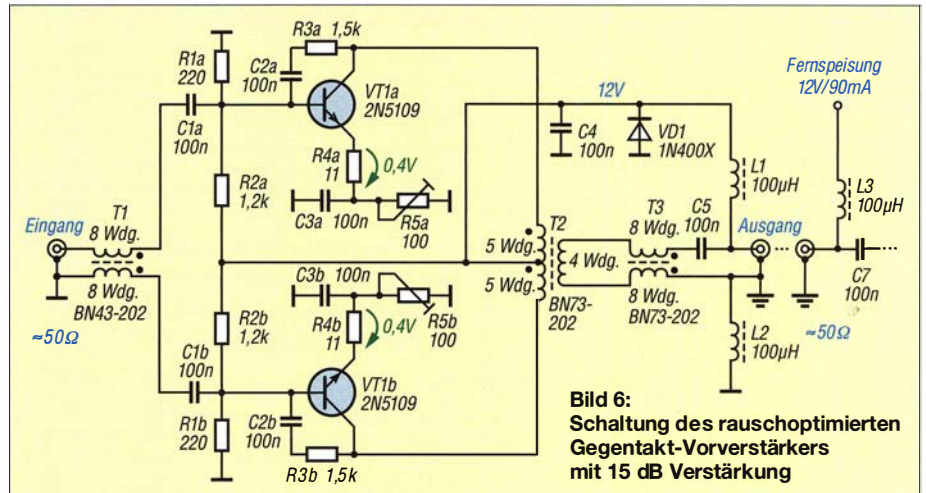 R3a 1,5k
R1a
220
C2a
100n
VT1a
2N5109
C1a
100n
R4a
11
0,4V
R2a
1,2k
C3a 100n
R5a
100
Eingang
T1
8 Wdg.
8 Wdg.
BN43-202
≈50Ω
R2b
1,2k
C3b 100n
R4b
11
0,4V
R5b
100
C1b
100n
VT1b
2N5109
R1b
220
C2b
100n
R3b 1,5k
12V
C4
100n
VD1
1N400X
Fernspeisung
12V/90mA
L1
100µH
L3
100µH
T2
5 Wdg.
5 Wdg.
4 Wdg.
BN73-
202
T3
8 Wdg.
8 Wdg.
BN73-202
C5
100n
Ausgang
C7
100n
≈50Ω
L2
100µH
Bild 6:
Schaltung des rauschoptimierten
Gegentakt-Vorverstärkers
mit 15 dB Verstärkung